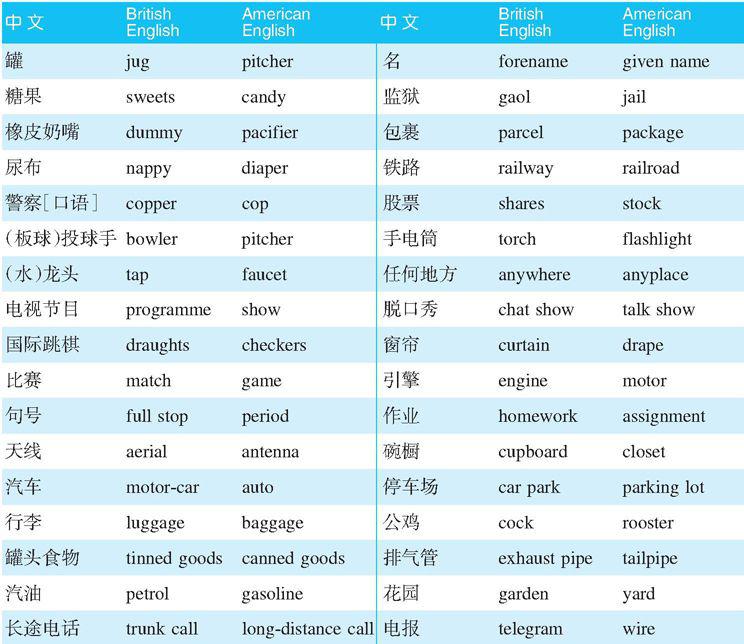 中文 British English American English 中文 British English American English
罐 jug pitcher 名 forename given name
糖果 sweets candy 监狱 gaol jail
橡皮奶嘴 dummy pacifier 包裹 parcel package
尿布 nappy diaper 铁路 railway railroad
警察[口语] copper cop 股票 shares stock
(板球)投球手 bowler pitcher 手电筒 torch flashlight
(水)龙头 tap faucet 任何地方 anywhere anyplace
电视节目 programme show 脱口秀 chat show talk show
国际跳棋 draughts checkers 窗帘 curtain drape
比赛 match game 引擎 engine motor
句号 full stop period 作业 homework assignment
天线 aerial antenna 碗橱 cupboard closet
汽车 motor-car auto 停车场 car park parking lot
行李 luggage baggage 公鸡 cock rooster
罐头食物 tinned goods canned goods 排气管 exhaust pipe tailpipe
汽油 petrol gasoline 花园 garden yard
长途电话 trunk call long-distance call 电报 telegram wire